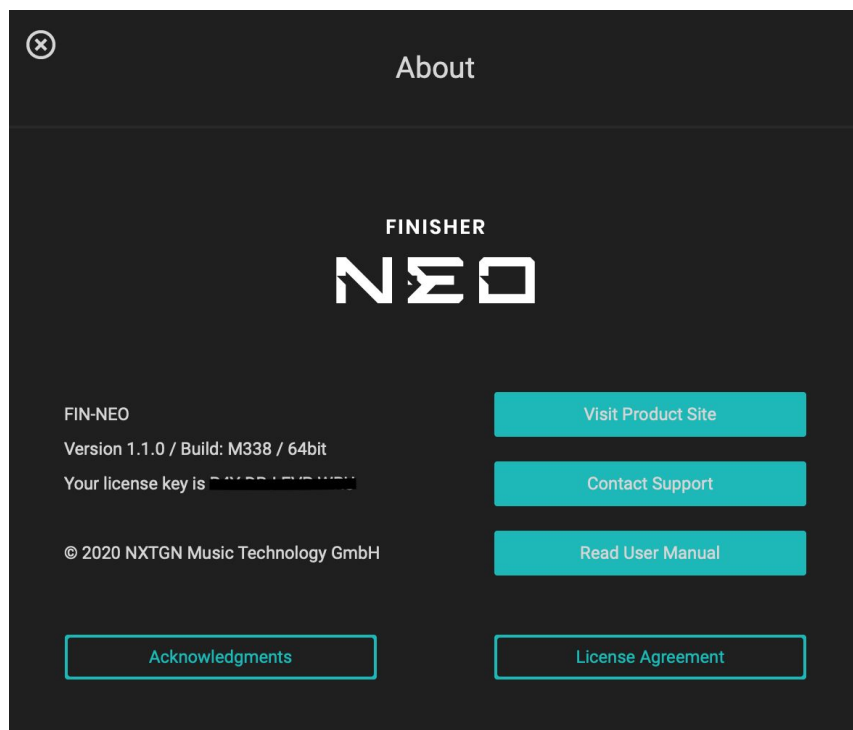 About
FINISHER
NEO
FIN-NEO
Version 1.1.0 / Build: M338 / 64bit
Your license key is
© 2020 NXTGN Music Technology GmbH
Visit Product Site
Contact Support
Read User Manual
Acknowledgments
License Agreement